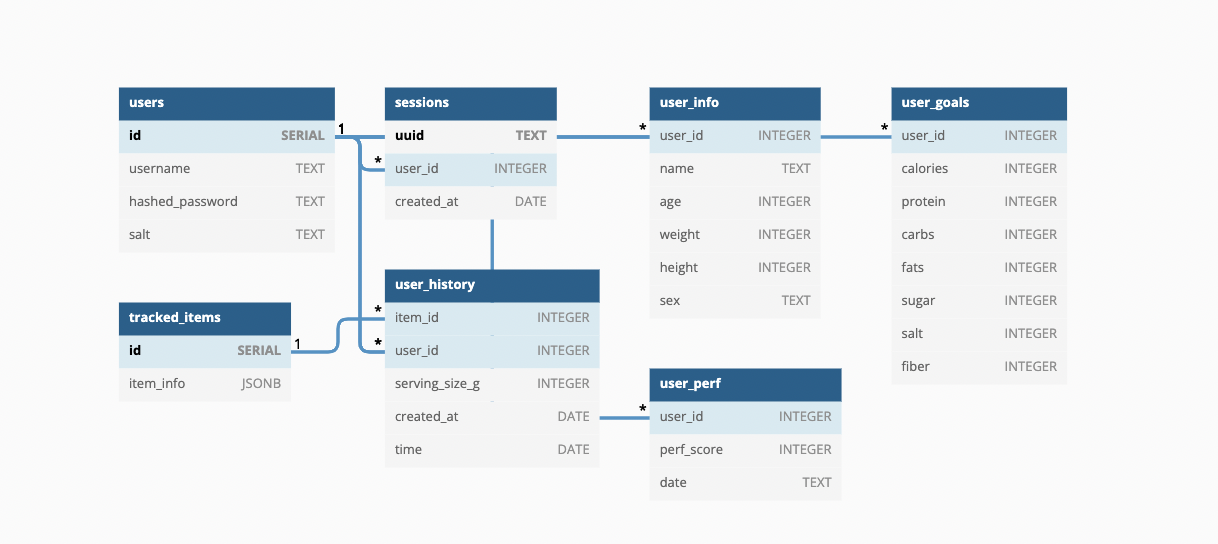 users
id SERIAL
username TEXT
hashed_password TEXT
salt TEXT
1
sessions
uuid TEXT
* user_id INTEGER
created_at DATE
user_info
* user_id INTEGER
name TEXT
age INTEGER
weight INTEGER
height INTEGER
sex TEXT
user_goals
* user_id INTEGER
calories INTEGER
protein INTEGER
carbs INTEGER
fats INTEGER
sugar INTEGER
salt INTEGER
fiber INTEGER
tracked_items
id SERIAL 1
item_info JSONB
user_history
* item_id INTEGER
* user_id INTEGER
serving_size_g INTEGER
created_at DATE
time DATE
user_perf
* user_id INTEGER
perf_score INTEGER
date TEXT